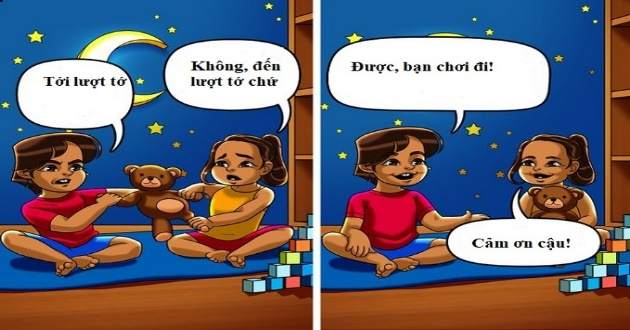 Tới lượt tớ
Không, đến
lượt tớ chứ
Được, bạn chơi đi!
Cảm ơn cậu!